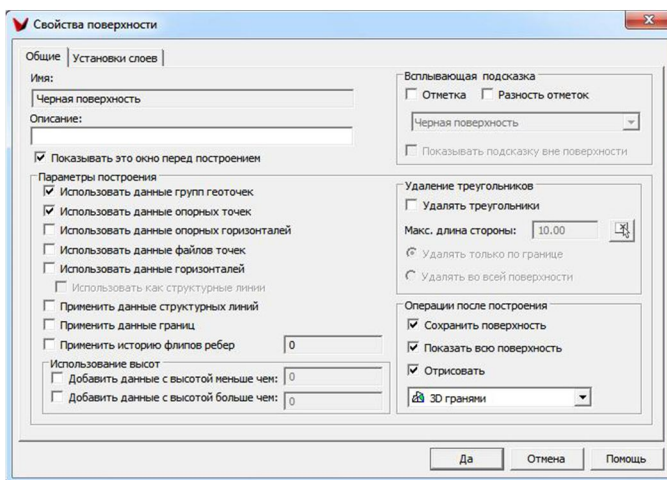 Свойства поверхности
Общие
Установки слоев
Имя:
Черная поверхность
Описание:
Показывать это окно перед построением
Всплывающая подсказка
Отметка
Разность отметок
Черная поверхность
Показывать подсказку вне поверхности
Параметры построения
Использовать данные групп геоточек
Использовать данные опорных точек
Использовать данные опорных горизонталей
Использовать данные файлов точек
Использовать данные горизонталей
Использовать как структурные линии
Применить данные структурных линий
Применить данные границ
Применить историю флипов ребер
0
Использование высот
Добавить данные с высотой меньше чем:
0
Добавить данные с высотой больше чем:
0
Удаление треугольников
Удалять треугольники
Макс. длина стороны:
10.00
Удалять только по границе
Удалять во всей поверхности
Операции после построения
Сохранить поверхность
Показать всю поверхность
Отрисовать
3D гранями
Да
Отмена
Помощь